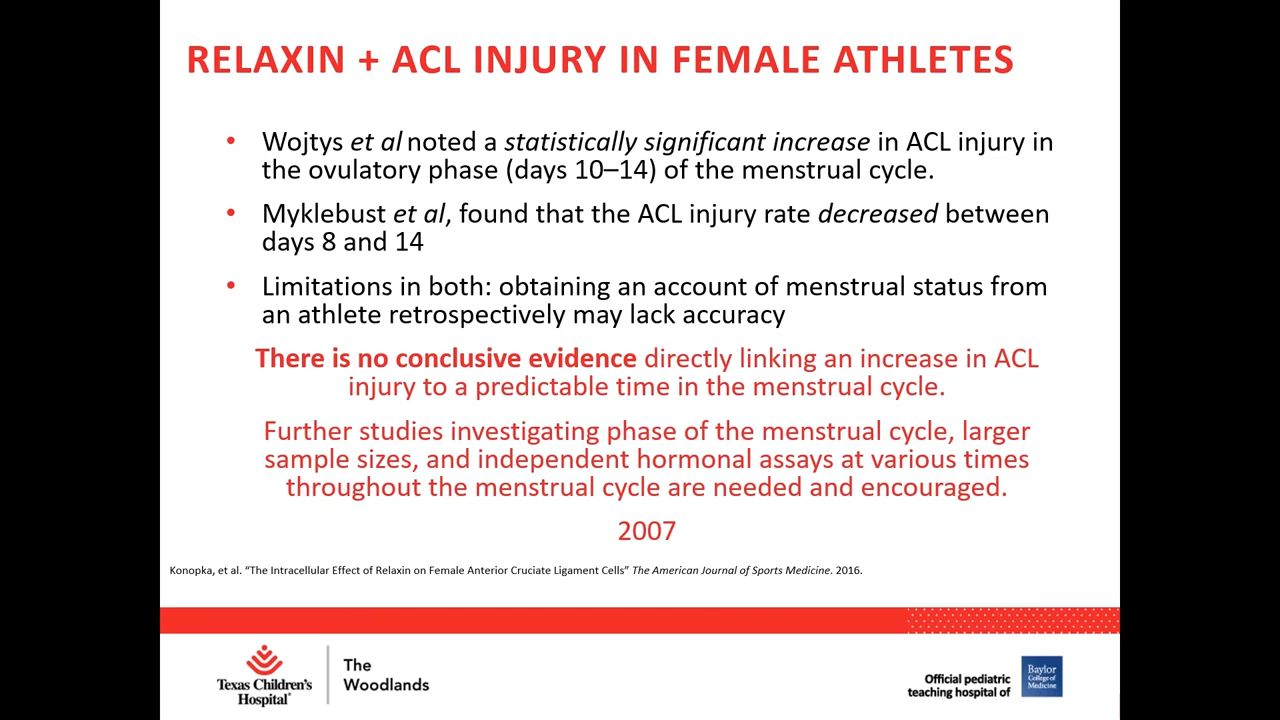 RELAXIN + ACL INJURY IN FEMALE ATHLETES
• Wojtys et al noted a statistically significant increase in ACL injury in
the ovulatory phase (days 10–14) of the menstrual cycle.
• Myklebust et al, found that the ACL injury rate decreased between
days 8 and 14
• Limitations in both: obtaining an account of menstrual status from
an athlete retrospectively may lack accuracy
There is no conclusive evidence directly linking an increase in ACL
injury to a predictable time in the menstrual cycle.
Further studies investigating phase of the menstrual cycle, larger
sample sizes, and independent hormonal assays at various times
throughout the menstrual cycle are needed and encouraged.
2007
Konopka, et al. “The Intracellular Effect of Relaxin on Female Anterior Cruciate Ligament Cells” The American Journal of Sports Medicine. 2016.
Texas Children's
Hospital®
The
Woodlands
Official pediatric
teaching hospital of
Baylor
College of
Medicine